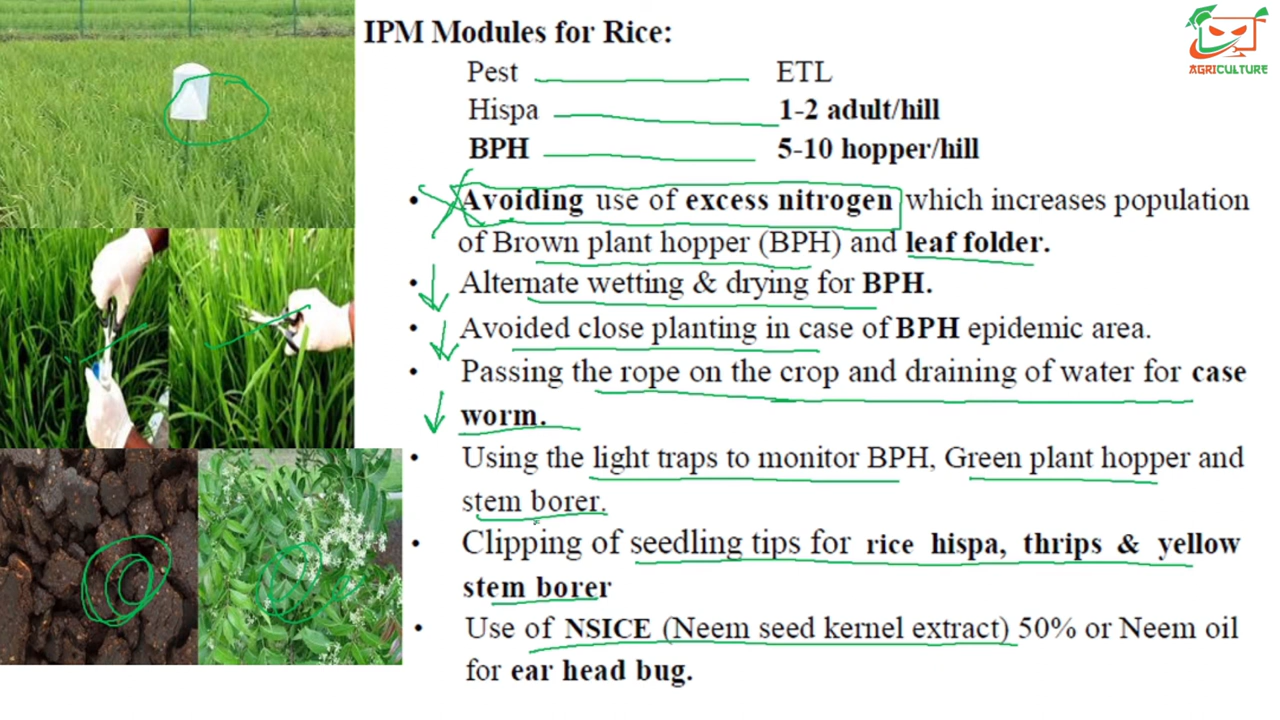 IPM Modules for Rice:
AGRICULTURE
Pest ETL
Hispa 1-2 adult/hill
BPH 5-10 hopper/hill
• Avoiding use of excess nitrogen which increases population
of Brown plant hopper (BPH) and leaf folder.
• Alternate wetting & drying for BPH.
• Avoided close planting in case of BPH epidemic area.
• Passing the rope on the crop and draining of water for case
worm.
• Using the light traps to monitor BPH, Green plant hopper and
stem borer.
• Clipping of seedling tips for rice hispa, thrips & yellow
stem borer
• Use of NSICE (Neem seed kernel extract) 50% or Neem oil
for ear head bug.